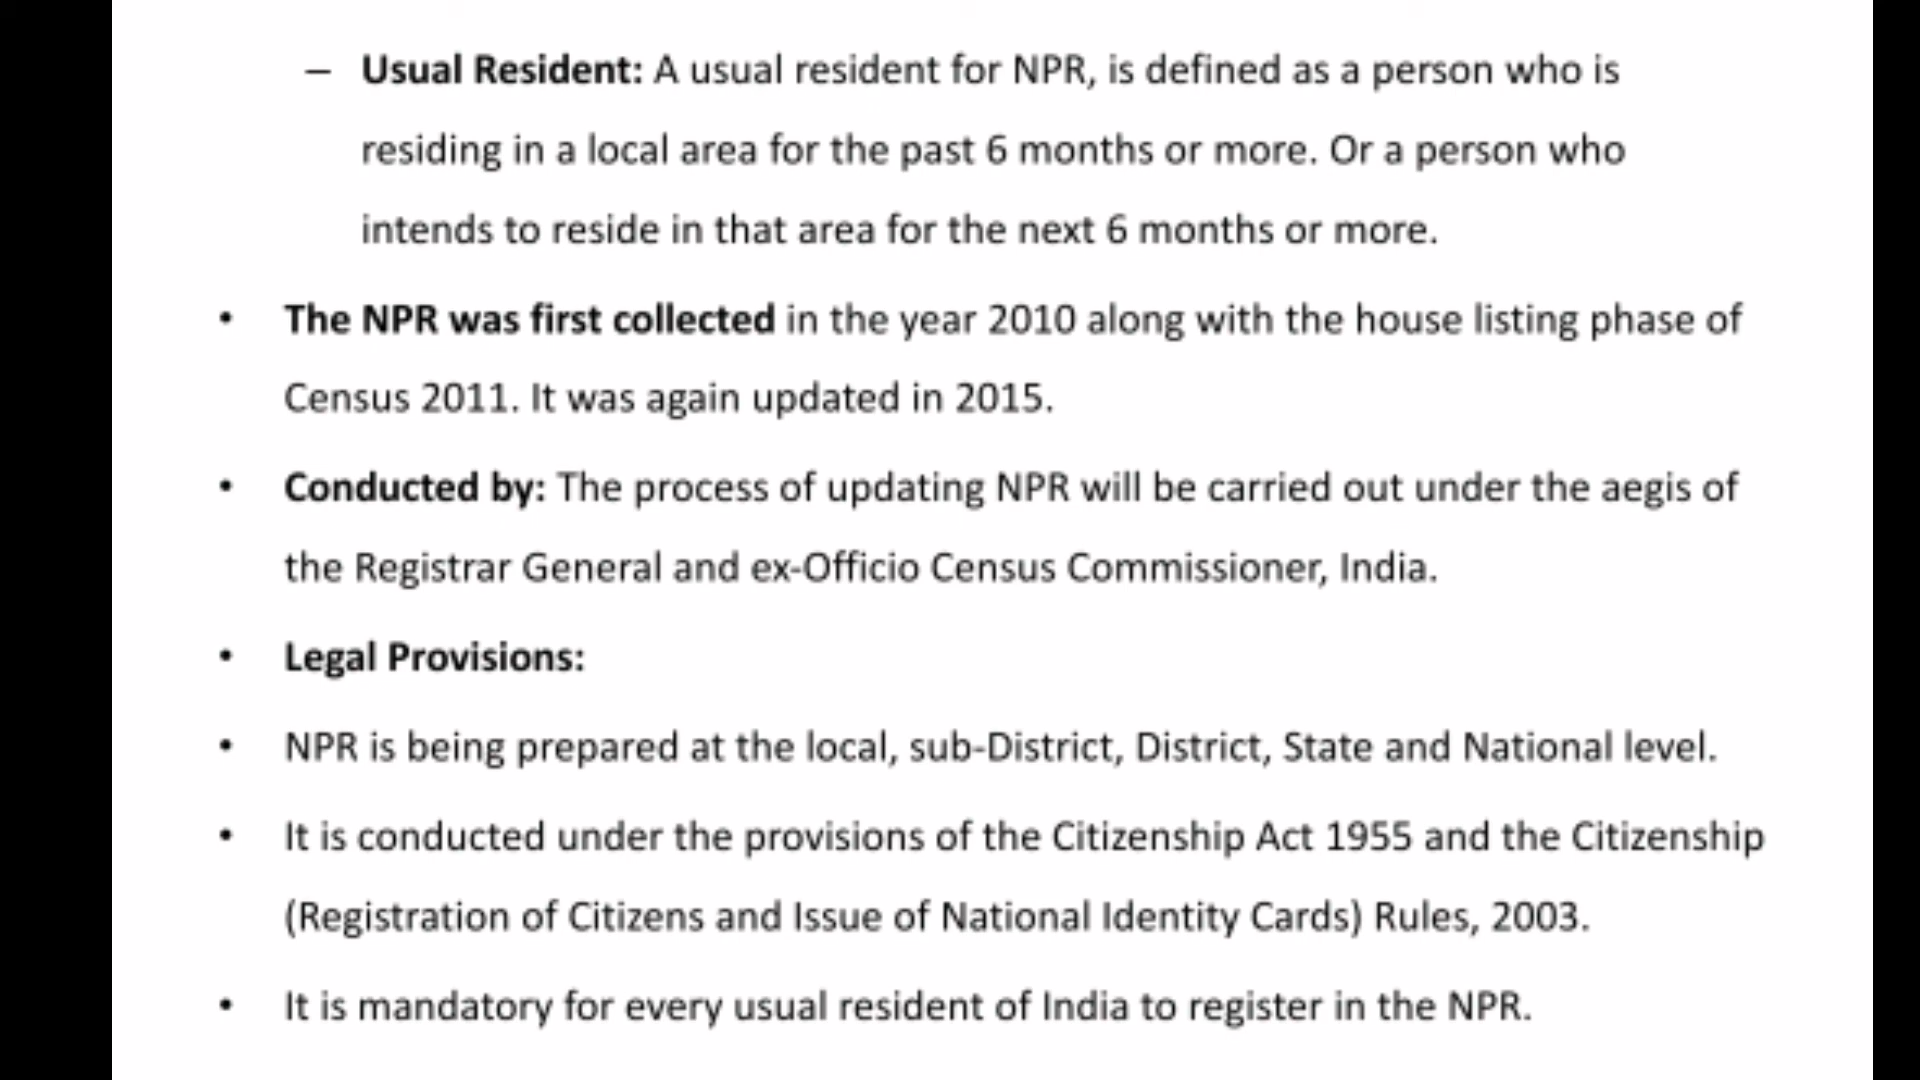 – Usual Resident: A usual resident for NPR, is defined as a person who is
residing in a local area for the past 6 months or more. Or a person who
intends to reside in that area for the next 6 months or more.
• The NPR was first collected in the year 2010 along with the house listing phase of
Census 2011. It was again updated in 2015.
• Conducted by: The process of updating NPR will be carried out under the aegis of
the Registrar General and ex-Officio Census Commissioner, India.
• Legal Provisions:
• NPR is being prepared at the local, sub-District, District, State and National level.
• It is conducted under the provisions of the Citizenship Act 1955 and the Citizenship
(Registration of Citizens and Issue of National Identity Cards) Rules, 2003.
• It is mandatory for every usual resident of India to register in the NPR.